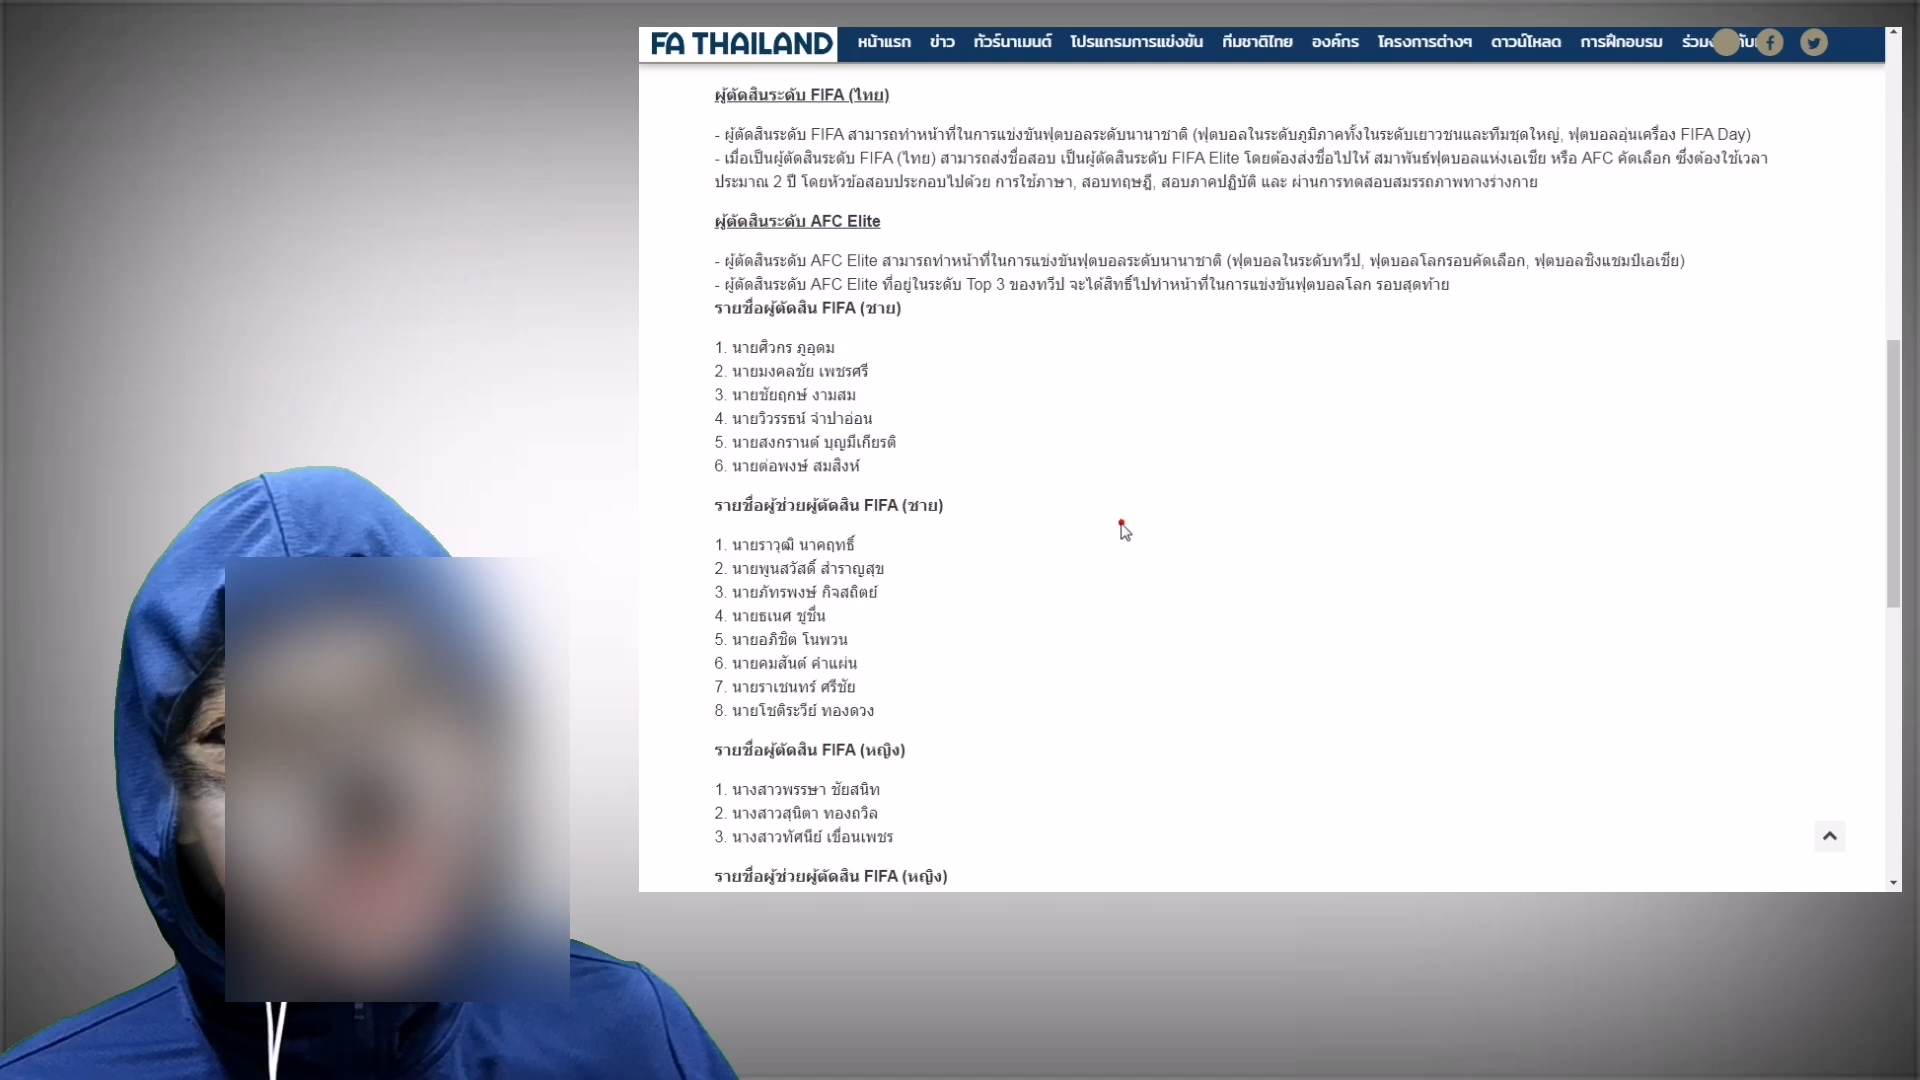 FA THAILAND หน้าแรก ข่าว ทัวร์นาเมนต์ โปรแกรมการแข่งขัน ทีมชาติไทย องค์กร โครงการต่างๆ ดาวน์โหลด การฝึกอบรม
ผู้ตัดสินระดับ FIFA (ไทย)
- ผู้ตัดสินระดับ FIFA สามารถทำหน้าที่ในการแข่งขันฟุตบอลระดับนานาชาติ (ฟุตบอลในระดับภูมิภาคทั้งในระดับเยาวชนและทีมชุดใหญ่, ฟุตบอลอุ่นเครื่อง FIFA Day)
- เมื่อเป็นผู้ตัดสินระดับ FIFA (ไทย) สามารถส่งชื่อสอบ เป็นผู้ตัดสินระดับ FIFA Elite โดยต้องส่งชื่อไปให้ สมาพันธ์ฟุตบอลแห่งเอเชีย หรือ AFC คัดเลือก ซึ่งต้องใช้เวลา
ประมาณ 2 ปี โดยหัวข้อสอบประกอบไปด้วย การใช้ภาษา, สอบทฤษฎี, สอบภาคปฏิบัติ และ ผ่านการทดสอบสมรรถภาพทางร่างกาย
ผู้ตัดสินระดับ AFC Elite
- ผู้ตัดสินระดับ AFC Elite สามารถทำหน้าที่ในการแข่งขันฟุตบอลระดับนานาชาติ (ฟุตบอลในระดับทวีป, ฟุตบอลโลกรอบคัดเลือก, ฟุตบอลชิงแชมป์เอเชีย)
- ผู้ตัดสินระดับ AFC Elite ที่อยู่ในระดับ Top 3 ของทวีป จะได้สิทธิ์ไปทำหน้าที่ในการแข่งขันฟุตบอลโลก รอบสุดท้าย
รายชื่อผู้ตัดสิน FIFA (ชาย)
1. นายศิวกร ภูอุดม
2. นายมงคลชัย เพชรศรี
3. นายชัยฤกษ์ งามสม
4. นายวิวรรธน์ จำปาอ่อน
5. นายสงกรานต์ บุญมีเกียรติ
6. นายต่อพงษ์ สมสิงห์
รายชื่อผู้ช่วยผู้ตัดสิน FIFA (ชาย)
1. นายราวุฒิ นาคฤทธิ์
2. นายพูนสวัสดิ์ สำราญสุข
3. นายภัทรพงษ์ กิจสถิตย์
4. นายธเนศ ชูชื่น
5. นายอภิชิต โนพวน
6. นายคมสันต์ คำแผ่น
7. นายราเชนทร์ ศรีชัย
8. นายโชติระวีย์ ทองดวง
รายชื่อผู้ตัดสิน FIFA (หญิง)
1. นางสาวพรรษา ชัยสนิท
2. นางสาวสุนิตา ทองถวิล
3. นางสาวทัศนีย์ เขื่อนเพชร
รายชื่อผู้ช่วยผู้ตัดสิน FIFA (หญิง)